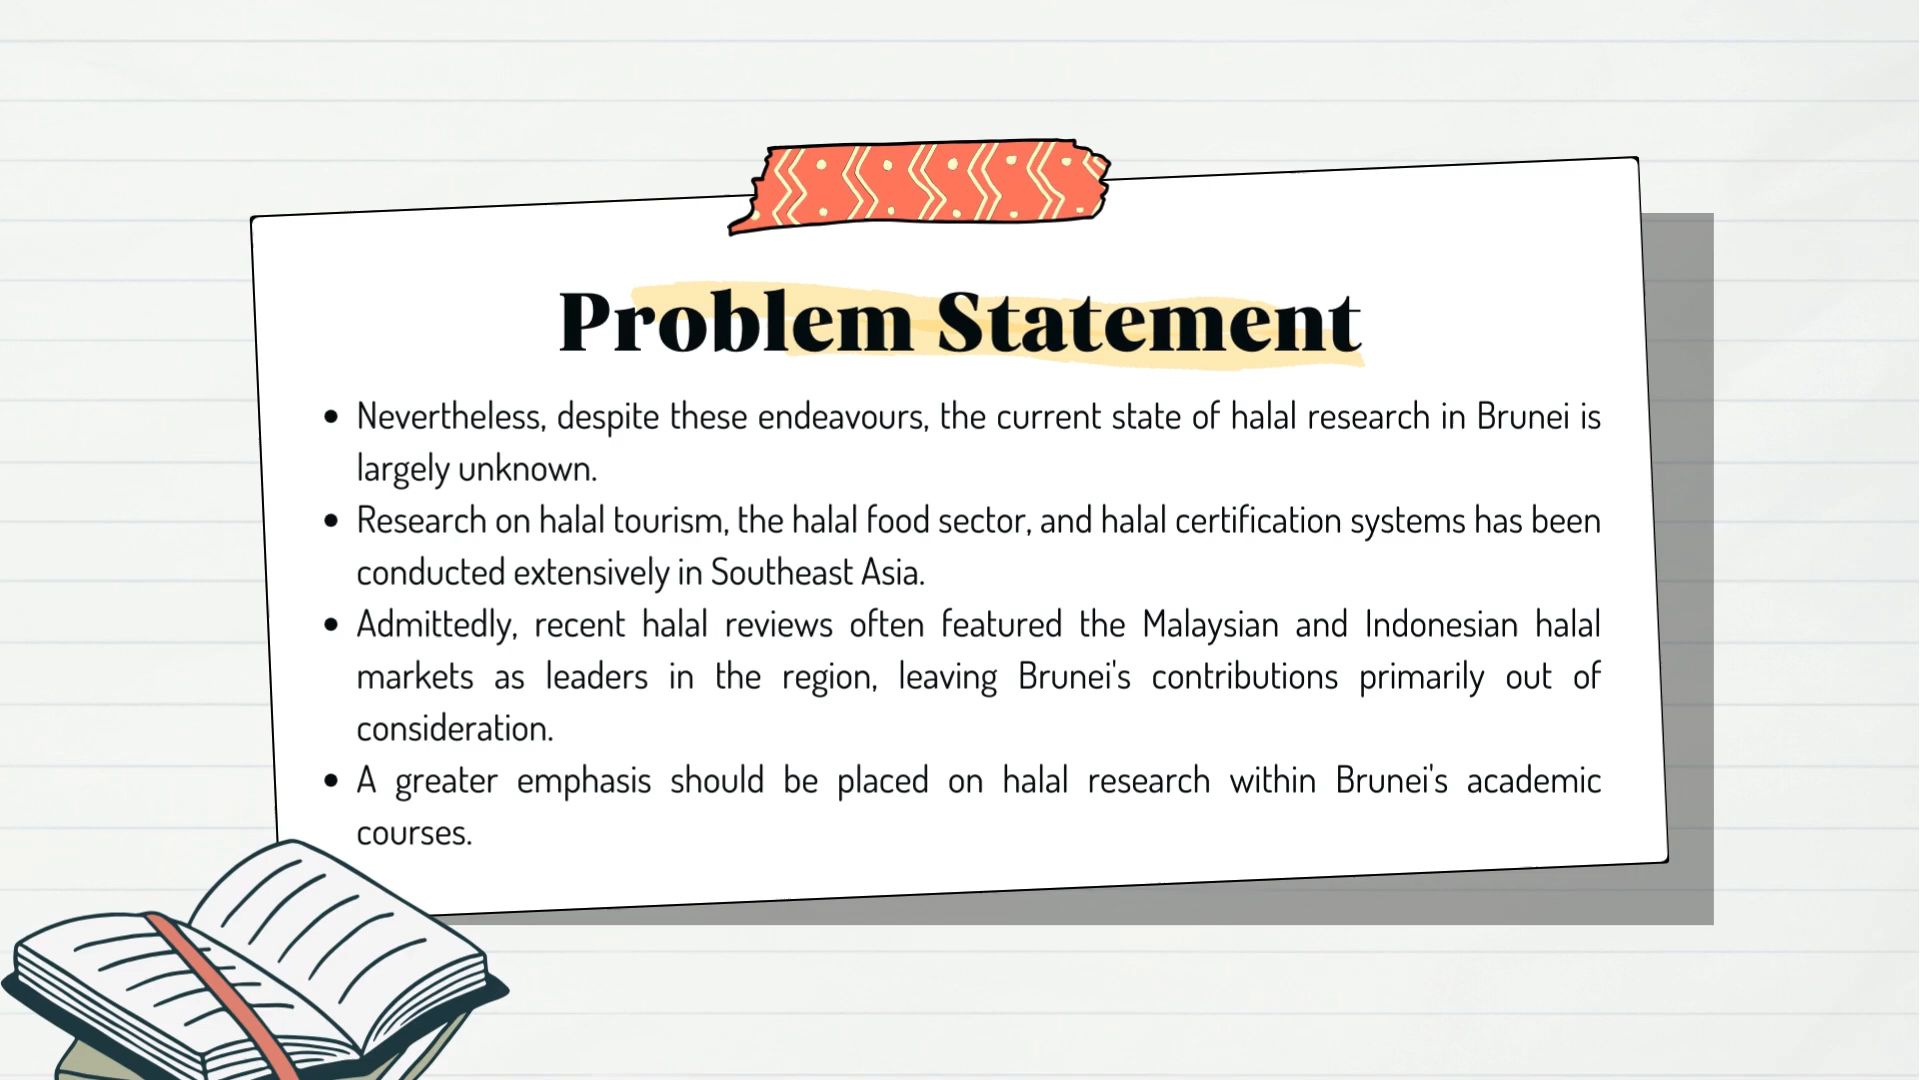 Problem Statement
• Nevertheless, despite these endeavours, the current state of halal research in Brunei is
largely unknown.
• Research on halal tourism, the halal food sector, and halal certification systems has been
conducted extensively in Southeast Asia.
• Admittedly, recent halal reviews often featured the Malaysian and Indonesian halal
markets as leaders in the region, leaving Brunei's contributions primarily out of
consideration.
• A greater emphasis should be placed on halal research within Brunei's academic
courses.